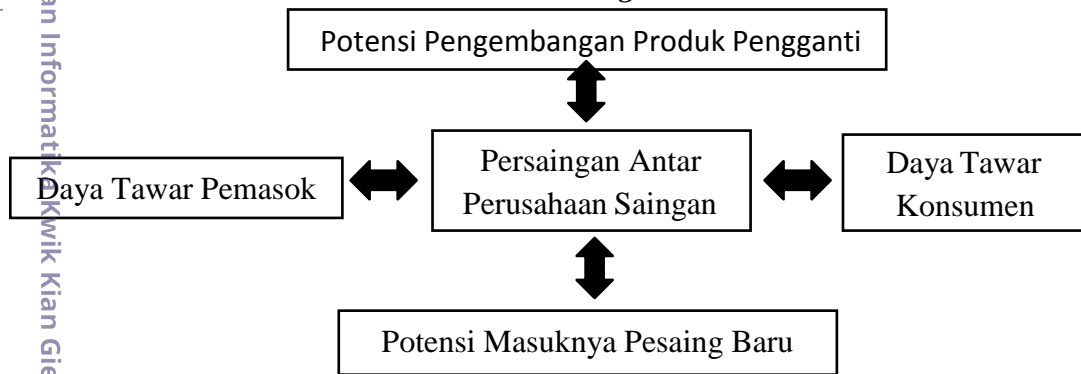 Potensi Pengembangan Produk Pengganti
Daya Tawar Pemasok
Persaingan Antar
Perusahaan Saingan
Daya Tawar
Konsumen
Potensi Masuknya Pesaing Baru
Informatika Kwik Kian Gie